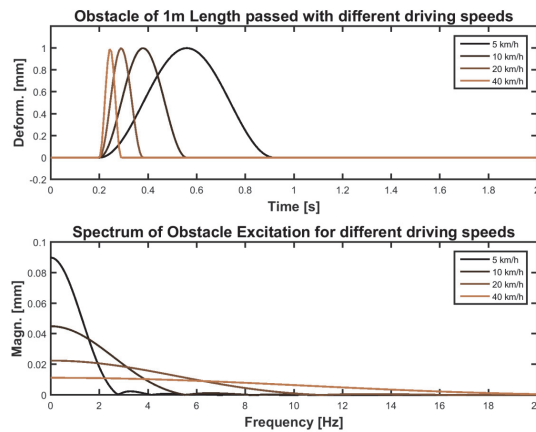 Obstacle of 1m Length passed with different driving speeds
Deform. [mm]
1
0.8
0.6
0.4
0.2
0
-0.2
5 km/h
10 km/h
20 km/h
40 km/h
0 0.2 0.4 0.6 0.8 1 1.2 1.4 1.6 1.8 2
Time [s]
Spectrum of Obstacle Excitation for different driving speeds
Magn. [mm]
0.1
0.08
0.06
0.04
0.02
0
5 km/h
10 km/h
20 km/h
40 km/h
0 2 4 6 8 10 12 14 16 18 20
Frequency [Hz]